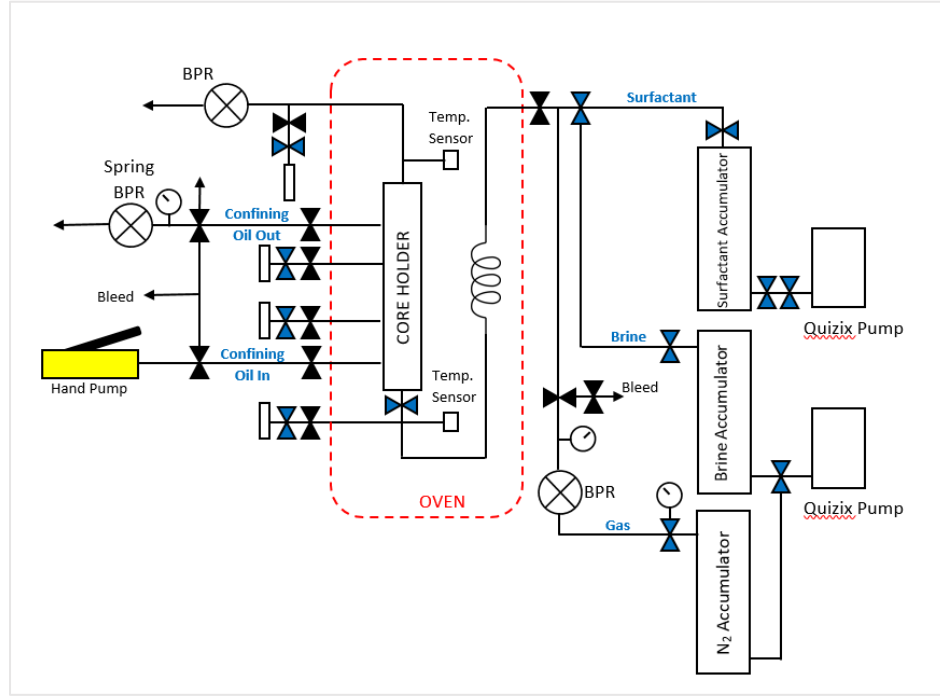 BPR
Surfactant
Temp.
Sensor
Spring
BPR
Confining
Oil Out
CORE HOLDER
Surfactant Accumulator
Bleed
Quizix Pump
Brine
Confining
Oil In
Hand Pump
Temp.
Sensor
Bleed
Brine Accumulator
OVEN
BPR
Quizix Pump
Gas
N₂ Accumulator